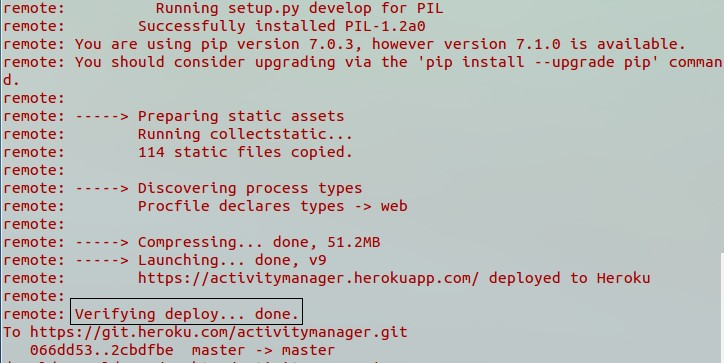 remote:          Running setup.py develop for PIL
remote:        Successfully installed PIL-1.2a0
remote: You are using pip version 7.0.3, however version 7.1.0 is available.
remote: You should consider upgrading via the 'pip install --upgrade pip' comman
d.
remote:
remote: -----> Preparing static assets
remote:        Running collectstatic...
remote:        114 static files copied.
remote:
remote: -----> Discovering process types
remote:        Procfile declares types -> web
remote:
remote: -----> Compressing... done, 51.2MB
remote: -----> Launching... done, v9
remote:        https://activitymanager.herokuapp.com/ deployed to Heroku
remote:
remote: Verifying deploy... done.
To https://git.heroku.com/activitymanager.git
   066dd53..2cbdfbe  master -> master